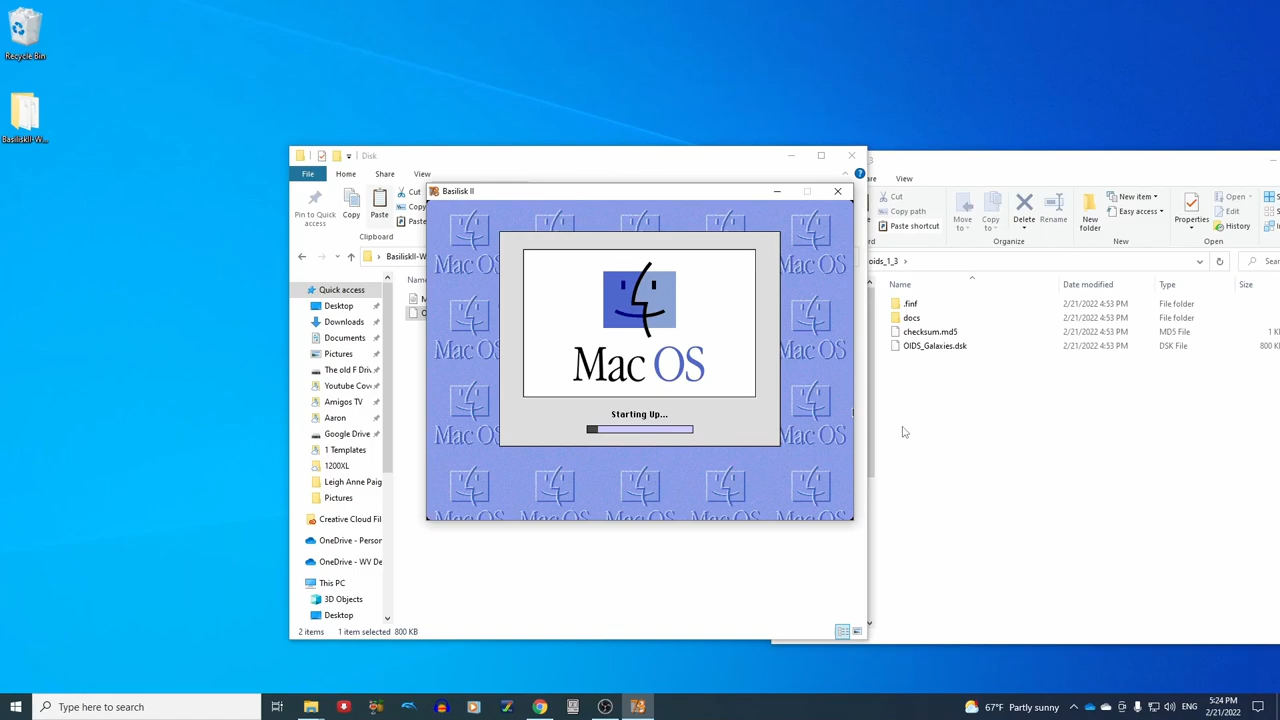 Recycle Bin
BasiliskII-W...
Disk
File
Home
Share
View
Pin to Quick
access
Copy
Paste
Cut
Clipboard
BasiliskII-W
Quick access
Desktop
Downloads
Documents
Pictures
The old F Driv
Youtube Cov
Amigos TV
Aaron
Google Drive
1 Templates
1200XL
Leigh Anne Paig
Pictures
Creative Cloud Fil
OneDrive - Person
OneDrive - WV De
This PC
3D Objects
Desktop
2 items
1 item selected
800 KB
Basilisk II
Mac OS
Starting Up...
View
Cut
Copy path
Paste shortcut
Move
to
Copy
to
Delete
Rename
Organize
New
folder
New item
Easy access
New
Properties
Open
Edit
History
Open
oids_1_3
Name
Date modified
Type
Size
.finf
2/21/2022 4:53 PM
File folder
docs
2/21/2022 4:53 PM
File folder
checksum.md5
2/21/2022 4:53 PM
MD5 File
1 K
OIDS_Galaxies.dsk
2/21/2022 4:53 PM
DSK File
800 K
Type here to search
67°F Partly sunny
5:24 PM
2/21/2022